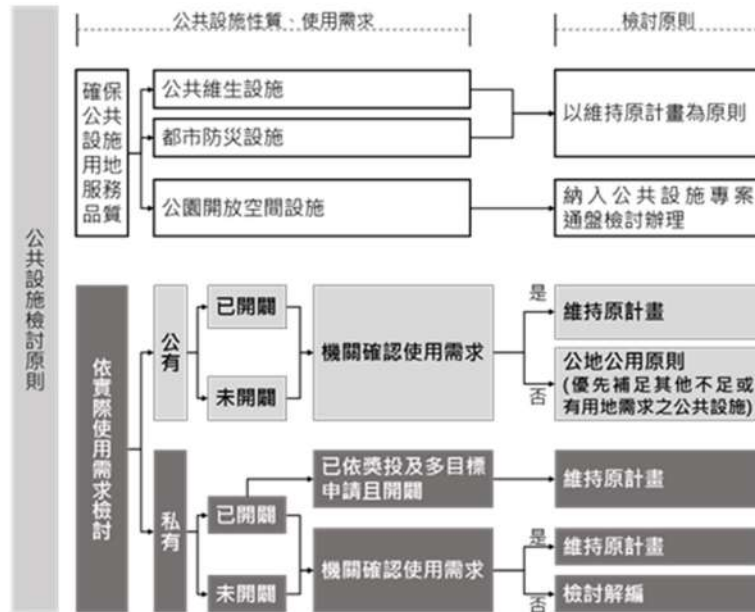 公共設施性質、使用需求
檢討原則
公共設施檢討原則
確保
公共
設施
用地
服務
品質
公共維生設施
都市防災設施
公園開放空間設施
以維持原計畫為原則
納入公共設施專案
通盤檢討辦理
依實際使用需求檢討
公有
已開闢
未開闢
機關確認使用需求
是
維持原計畫
否
公地公用原則
(優先補足其他不足或
有用地需求之公共設施)
私有
已開闢
未開闢
已依獎投及多目標
申請且開闢
維持原計畫
機關確認使用需求
是
維持原計畫
否
檢討解編